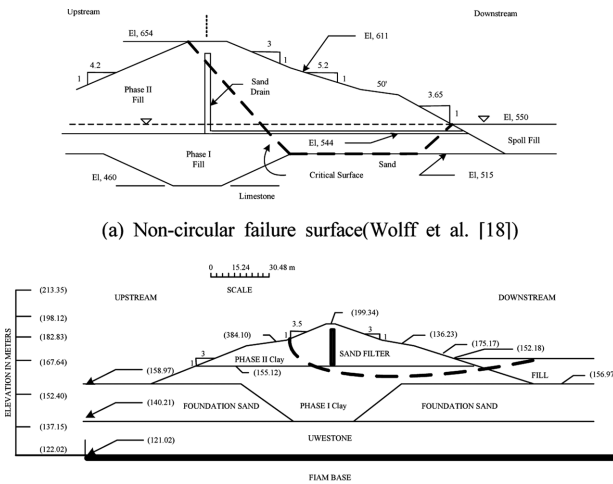 Upstream
Downstream
El, 654
3
1
El, 611
4.2
1
5.2
1
Sand
Drain
50'
3.65
1
Phase II
Fill
El, 550
El, 544
Spoll Fill
Phase I
Fill
Sand
El, 460
Critical Surface
El, 515
Limestone
(a) Non-circular failure surface(Wolff et al. [18])
0 15.24 30.48 m
SCALE
UPSTREAM
DOWNSTREAM
ELEVATION IN METERS
(213.35)
(198.12)
(182.83)
(167.64)
(152.40)
(137.15)
(122.02)
(199.34)
3.5
1
3
1
(384.10)
(136.23)
(175.17)
(152.18)
3
1
PHASE II Clay
SAND FILTER
(158.97)
(155.12)
FILL
(156.97)
(140.21)
FOUNDATION SAND
PHASE I Clay
FOUNDATION SAND
(121.02)
UWESTONE
FIAM BASE